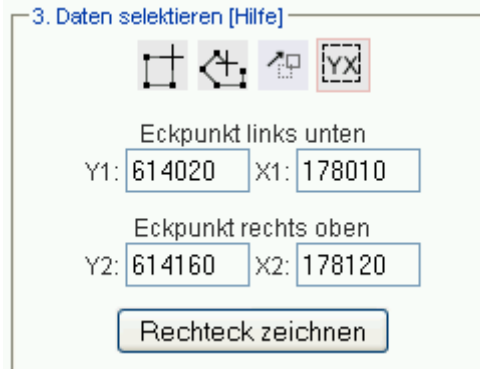 3. Daten selektieren [Hilfe]
YX
Eckpunkt links unten
Y1: 614020 X1: 178010
Eckpunkt rechts oben
Y2: 614160 X2: 178120
Rechteck zeichnen